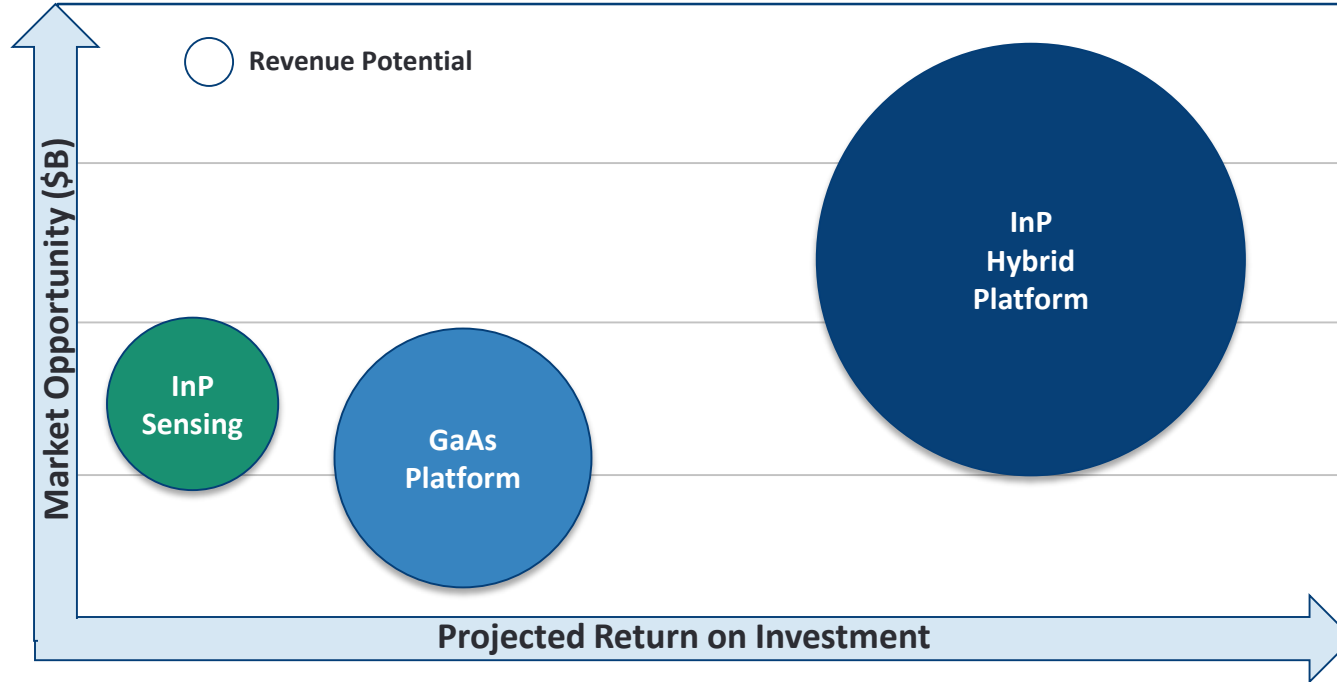 Revenue Potential
Market Opportunity ($B)
InP
Hybrid
Platform
InP
Sensing
GaAs
Platform
Projected Return on Investment